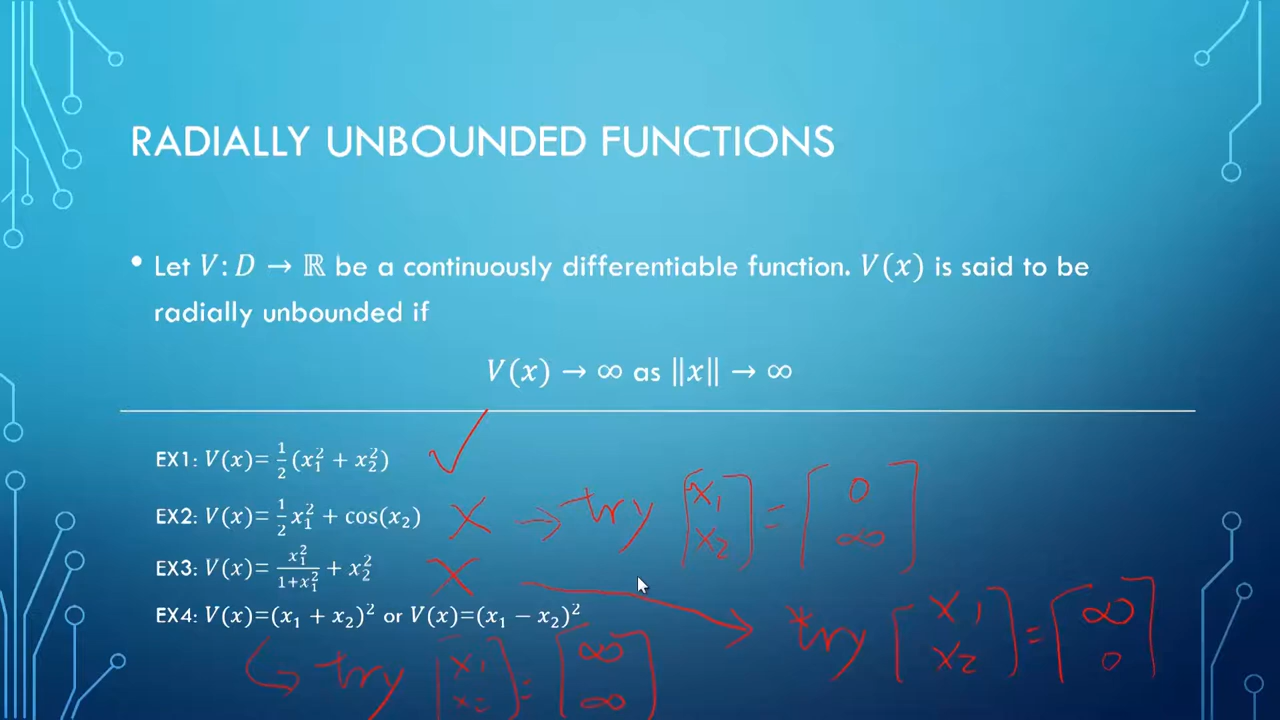 RADIALLY UNBOUNDED FUNCTIONS
• Let 𝑉: 𝐷 → ℝ be a continuously differentiable function. 𝑉(𝑥) is said to be
radially unbounded if
𝑉(𝑥) → ∞ as ‖𝑥‖ → ∞
EX1: 𝑉(𝑥)= 1/2 (𝑥₁² + 𝑥₂²) ✓
EX2: 𝑉(𝑥)= 1/2 𝑥₁² + cos(𝑥₂) X → try [x₁ x₂] = [0 ∞]
EX3: 𝑉(𝑥)= 𝑥₁²/(1+𝑥₁²) + 𝑥₂² X → try [x₁ x₂] = [∞ 0]
EX4: 𝑉(𝑥)=(𝑥₁ + 𝑥₂)² or 𝑉(𝑥)=(𝑥₁ − 𝑥₂)²
↪ try [x₁ x₂] = [∞ ∞]